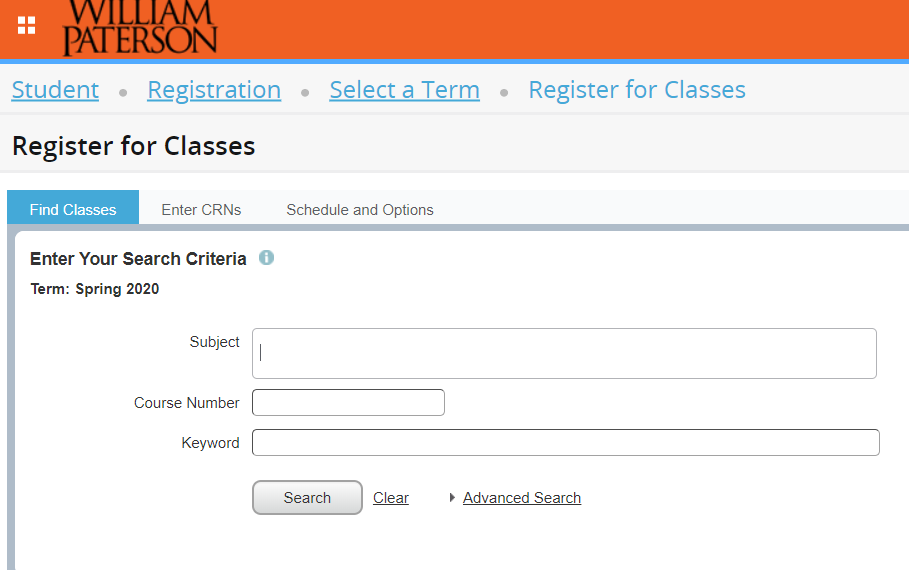 WILLIAM
PATERSON
Student • Registration • Select a Term • Register for Classes
Register for Classes
Find Classes Enter CRNs Schedule and Options
Enter Your Search Criteria
Term: Spring 2020
Subject
Course Number
Keyword
Search Clear Advanced Search